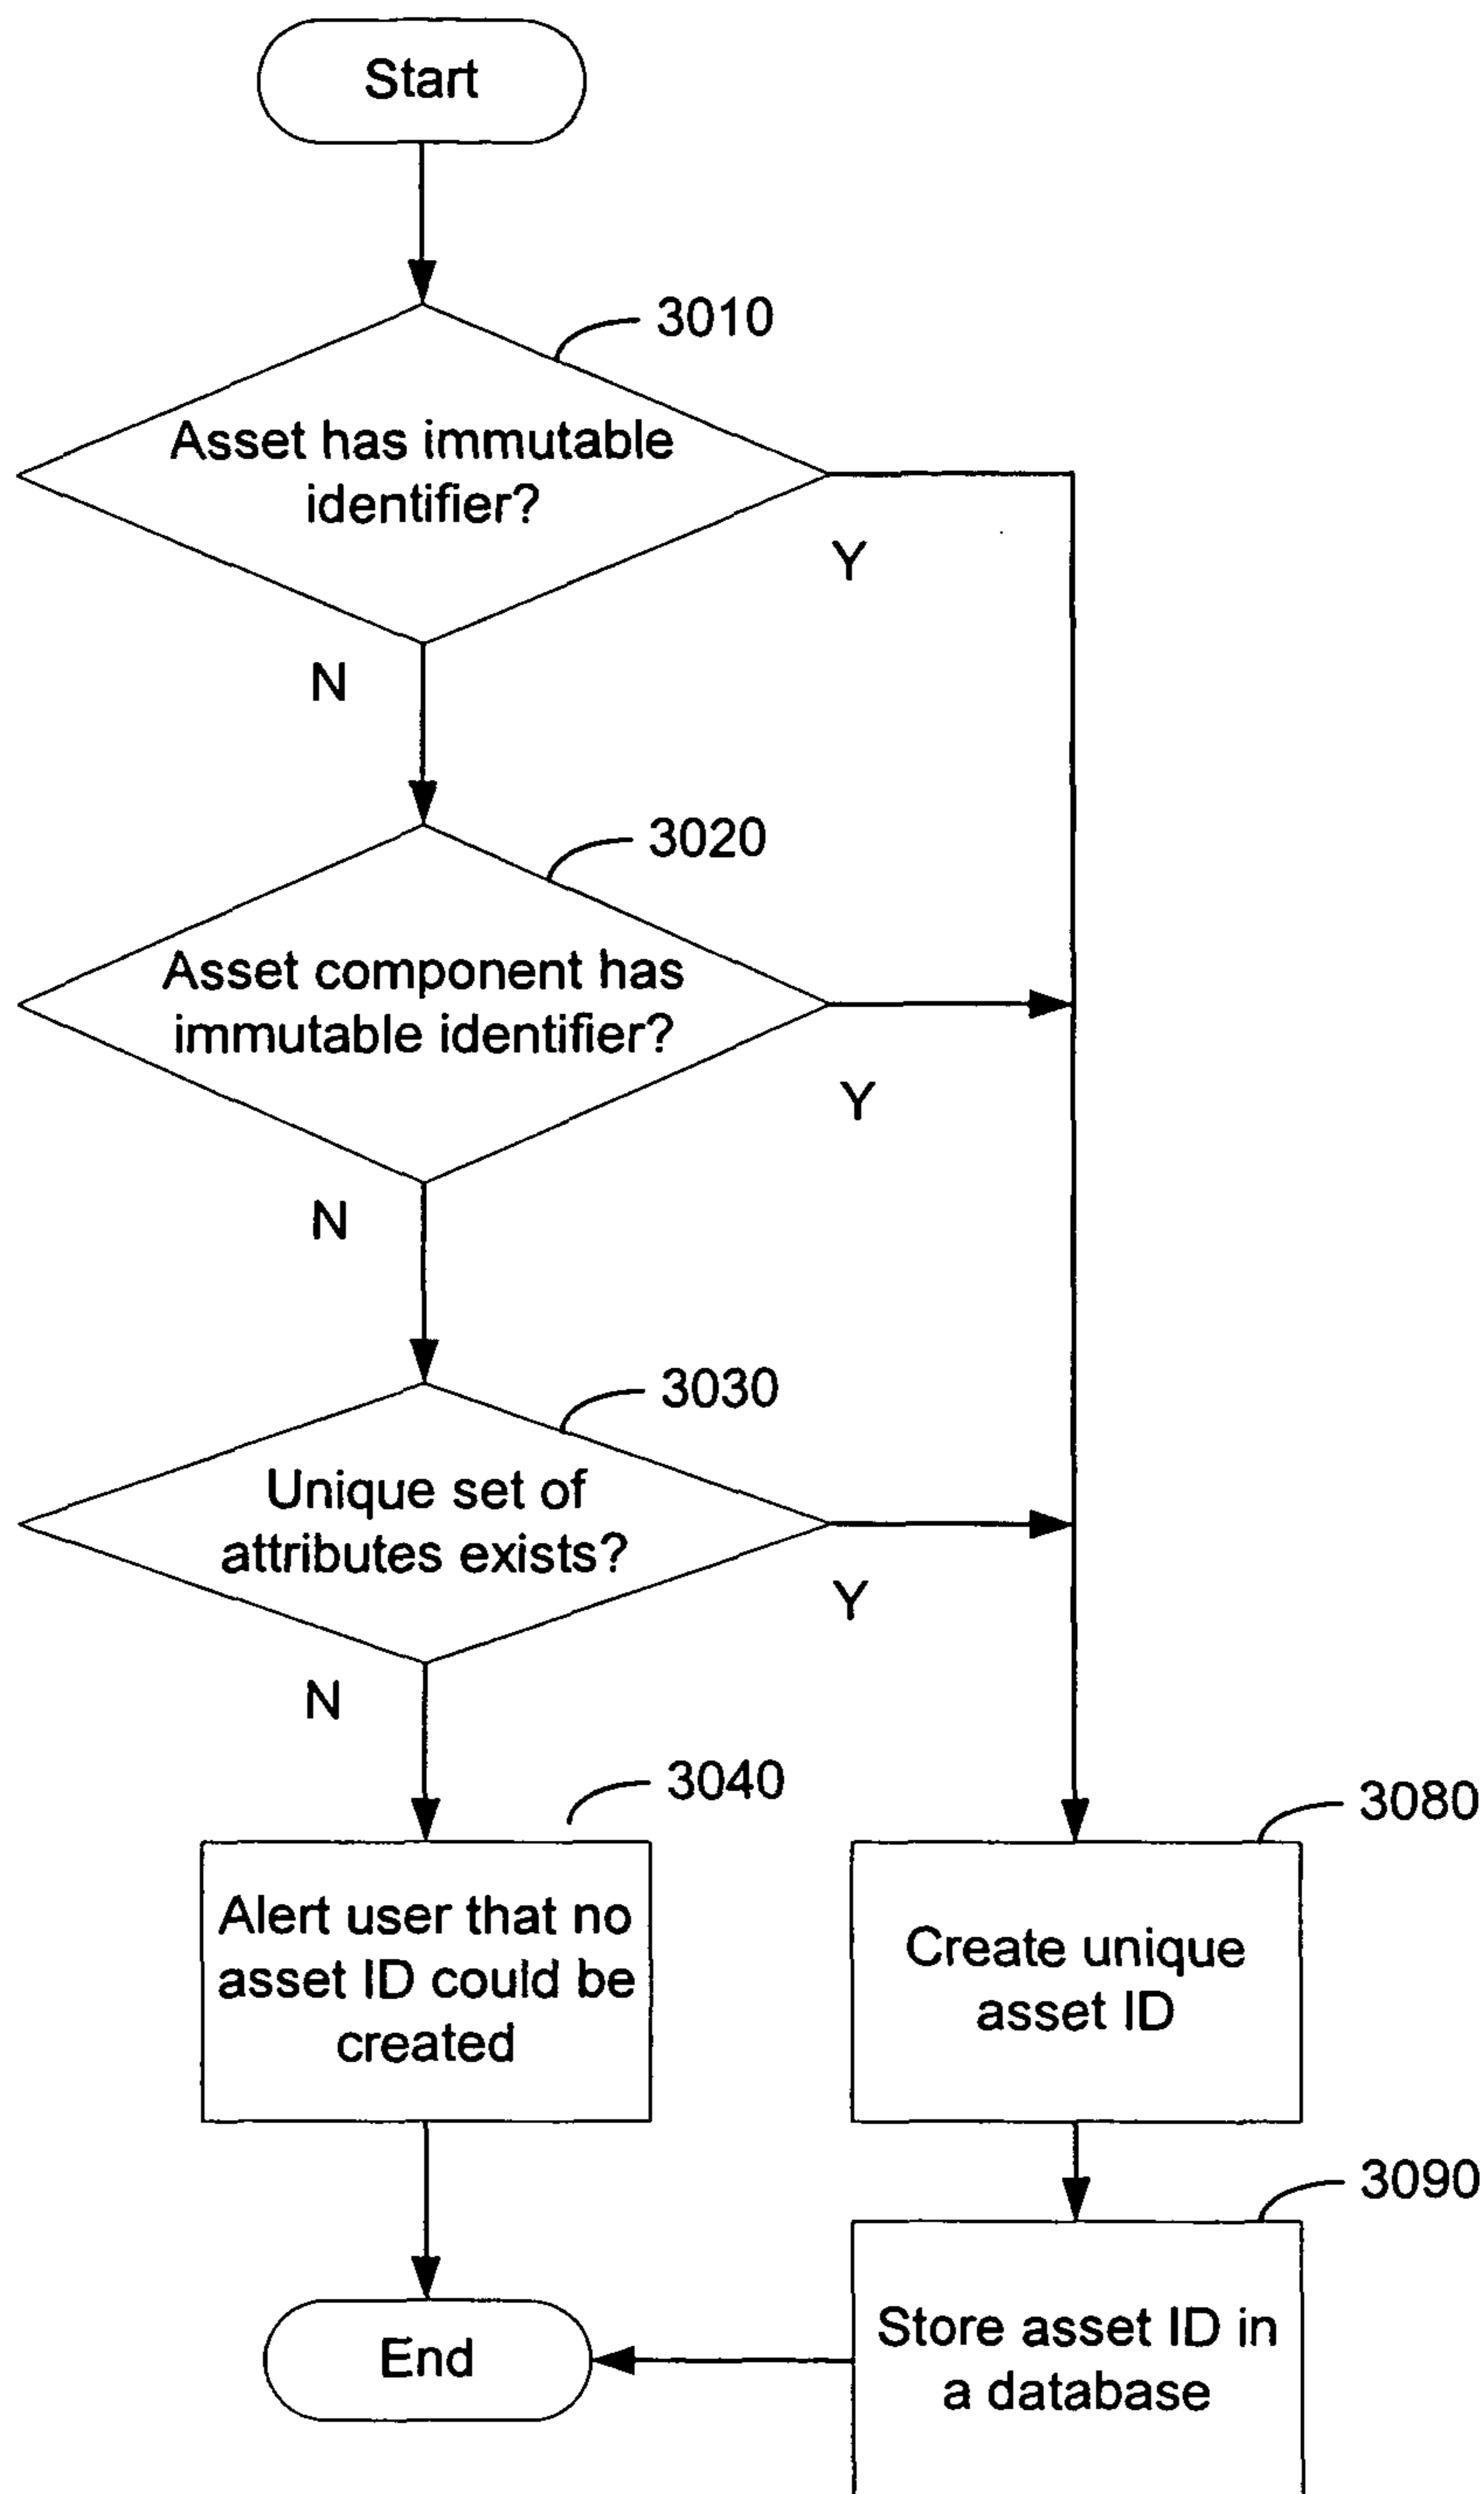 Start
3010
Asset has immutable
identifier?
Y
N
3020
Asset component has
immutable identifier?
Y
N
3030
Unique set of
attributes exists?
Y
N
3040
Alert user that no
asset ID could be
created
3080
Create unique
asset ID
3090
Store asset ID in
a database
End